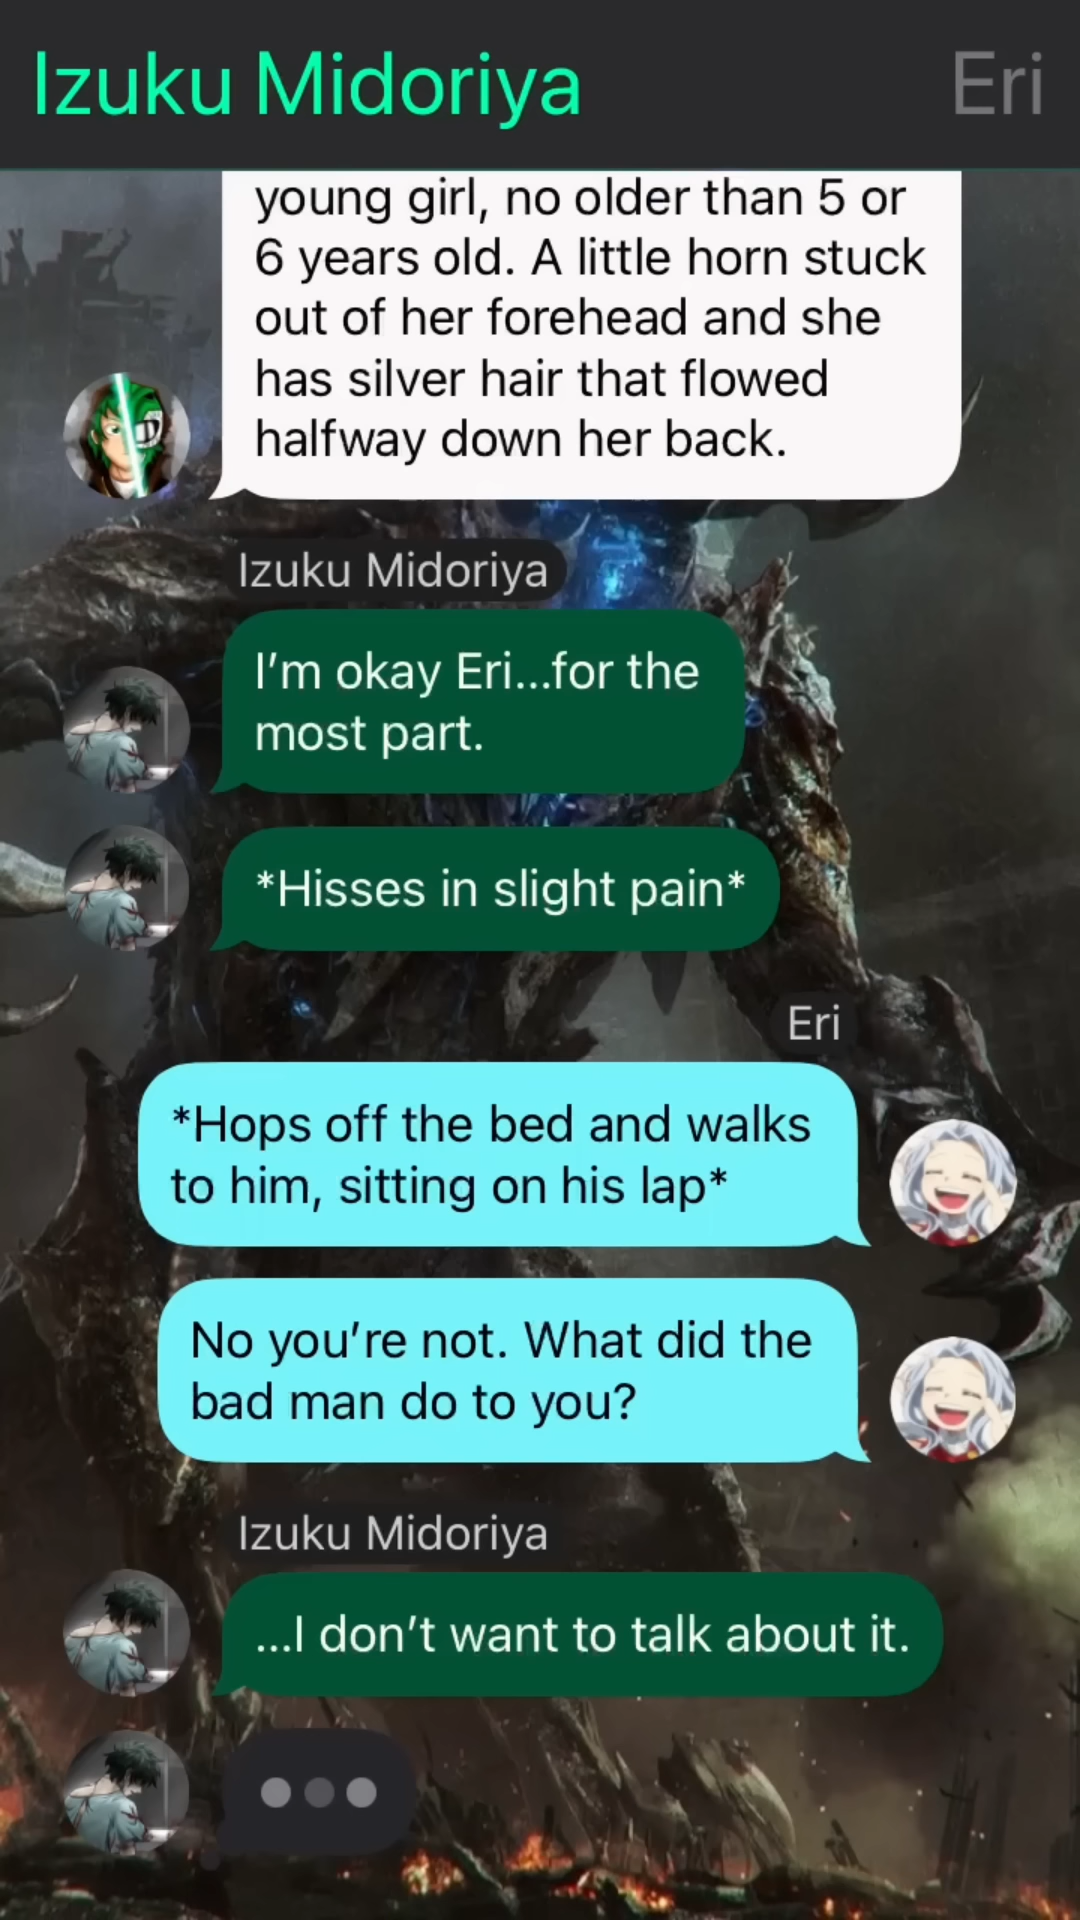 Izuku Midoriya
Eri
young girl, no older than 5 or
6 years old. A little horn stuck
out of her forehead and she
has silver hair that flowed
halfway down her back.
Izuku Midoriya
I’m okay Eri...for the
most part.
*Hisses in slight pain*
Eri
*Hops off the bed and walks
to him, sitting on his lap*
No you’re not. What did the
bad man do to you?
Izuku Midoriya
...I don’t want to talk about it.